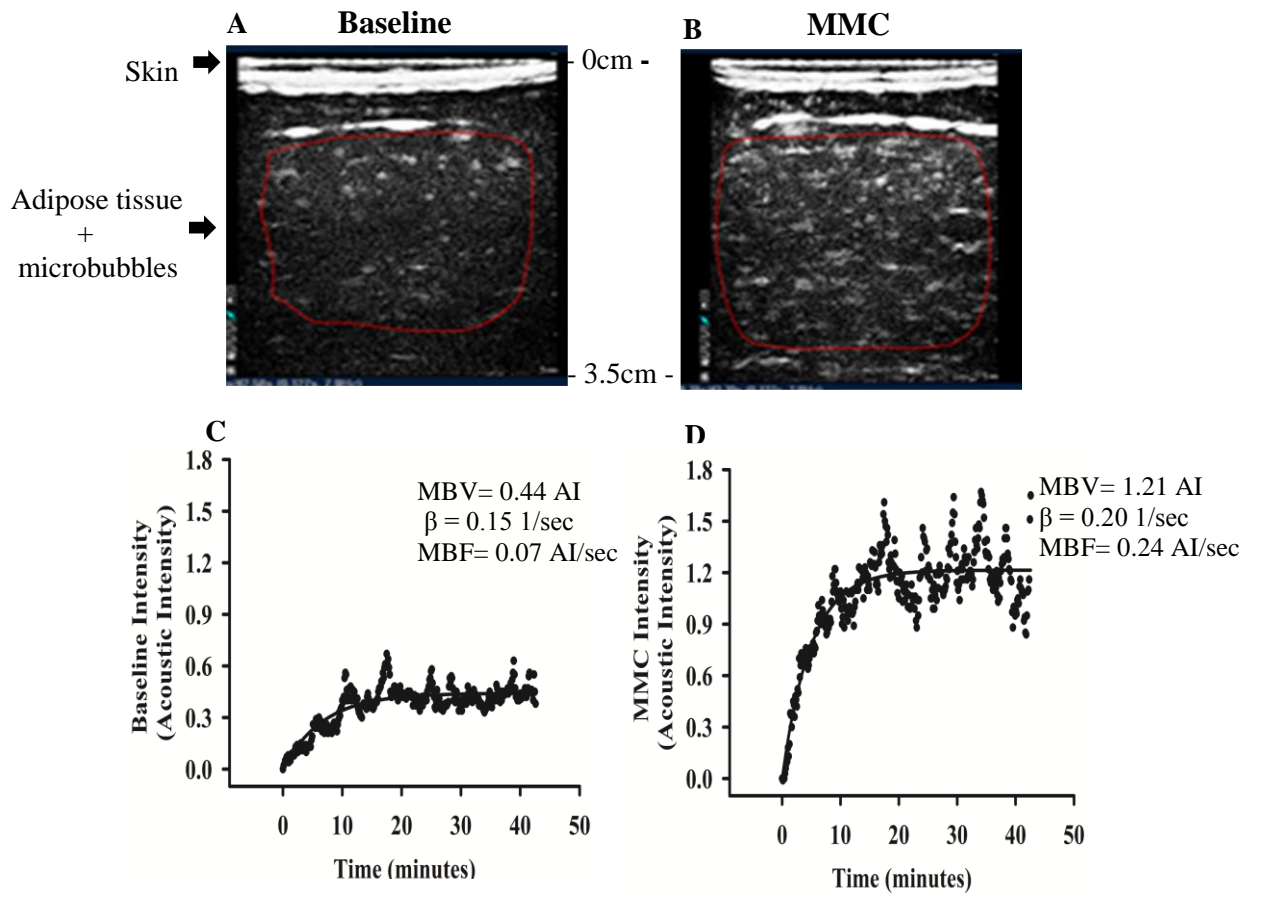 A Baseline
B MMC
Skin
0cm -
Adipose tissue
+
microbubbles
- 3.5cm -
C
1.8
1.5
1.2
0.9
0.6
0.3
0.0
Baseline Intensity
(Acoustic Intensity)
MBV= 0.44 AI
β = 0.15 1/sec
MBF= 0.07 AI/sec
0 10 20 30 40 50
Time (minutes)
D
1.8
1.5
1.2
0.9
0.6
0.3
0.0
MMC Intensity
(Acoustic Intensity)
MBV= 1.21 AI
β = 0.20 1/sec
MBF= 0.24 AI/sec
0 10 20 30 40 50
Time (minutes)